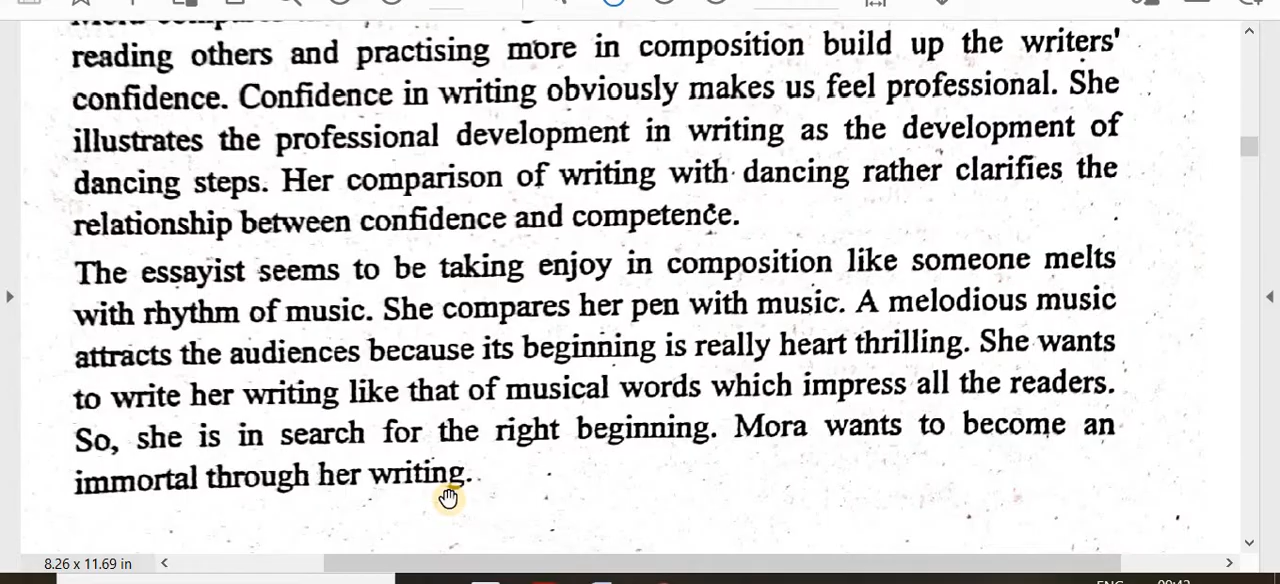 reading others and practising more in composition build up the writers'
confidence. Confidence in writing obviously makes us feel professional. She
illustrates the professional development in writing as the development of
dancing steps. Her comparison of writing with dancing rather clarifies the
relationship between confidence and competence.
The essayist seems to be taking enjoy in composition like someone melts
with rhythm of music. She compares her pen with music. A melodious music
attracts the audiences because its beginning is really heart thrilling. She wants
to write her writing like that of musical words which impress all the readers.
So, she is in search for the right beginning. Mora wants to become an
immortal through her writing.
8.26 x 11.69 in